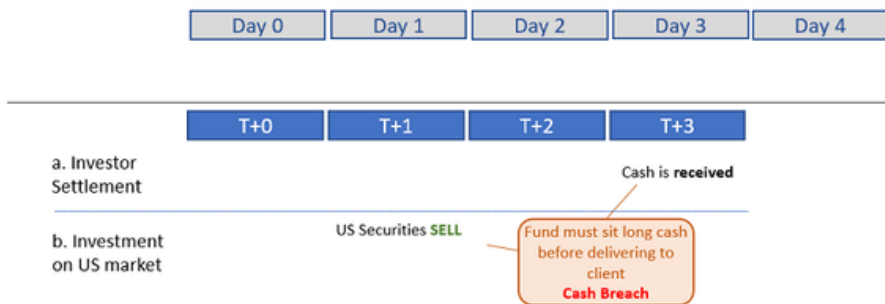 Day 0 Day 1 Day 2 Day 3 Day 4
T+0 T+1 T+2 T+3
a. Investor
Settlement
Cash is received
b. Investment
on US market
US Securities SELL
Fund must sit long cash
before delivering to
client
Cash Breach